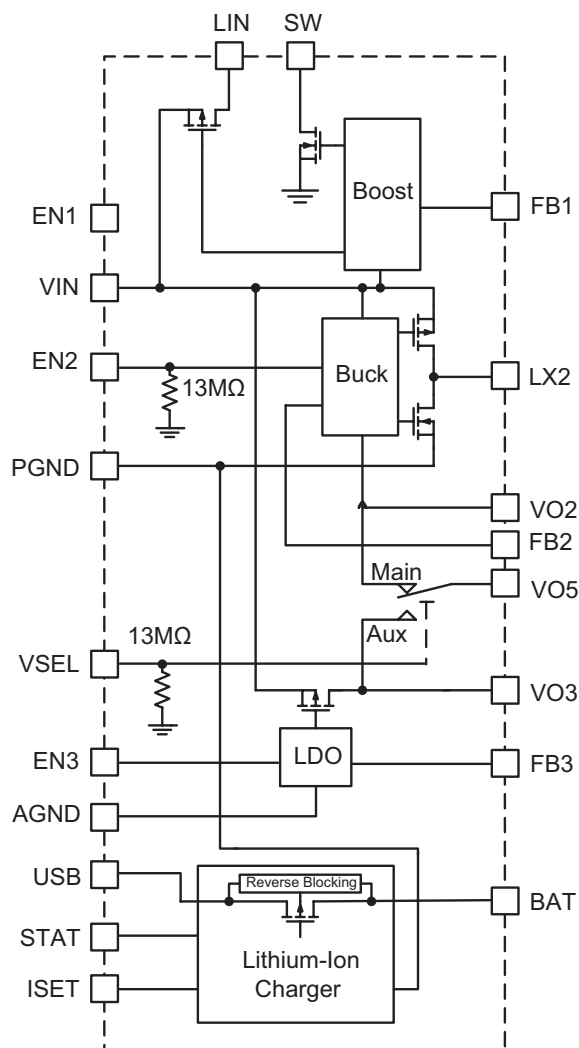 LIN
SW
EN1
Boost
FB1
VIN
EN2
13MΩ
Buck
LX2
PGND
VO2
FB2
Main
VO5
Aux
13MΩ
VSEL
VO3
EN3
LDO
FB3
AGND
USB
Reverse Blocking
BAT
STAT
Lithium-Ion
Charger
ISET